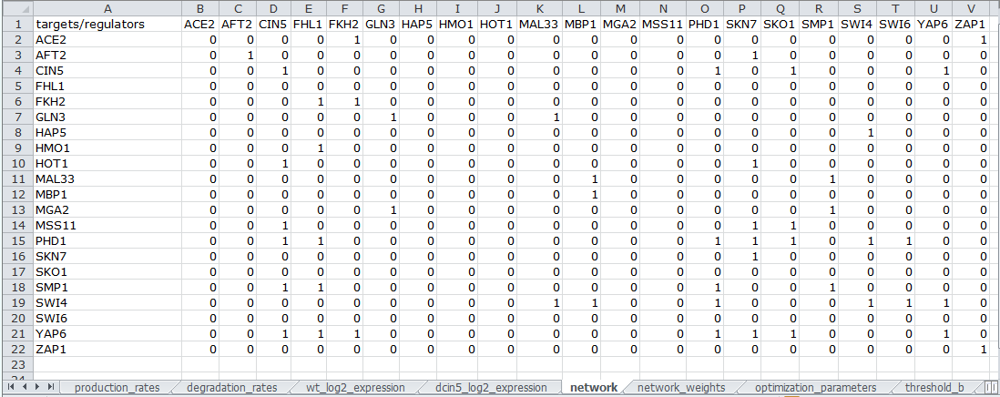 A B C D E F G H I J K L M N O P Q R S T U V
1 targets/regulators ACE2 AFT2 CIN5 FHL1 FKH2 GLN3 HAP5 HMO1 HOT1 MAL33 MBP1 MGA2 MSS11 PHD1 SKN7 SKO1 SMP1 SWI4 SWI6 YAP6 ZAP1
2 ACE2 0 0 0 0 1 0 0 0 0 0 0 0 0 0 0 0 0 0 0 0 1
3 AFT2 0 1 0 0 0 0 0 0 0 0 0 0 0 0 1 0 0 0 0 0 0
4 CIN5 0 0 1 0 0 0 0 0 0 0 0 0 0 1 0 1 0 0 0 1 0
5 FHL1 0 0 0 0 0 0 0 0 0 0 0 0 0 0 0 0 0 0 0 0 0
6 FKH2 0 0 0 1 1 0 0 0 0 0 0 0 0 0 0 0 0 0 0 0 0
7 GLN3 0 0 0 0 0 1 0 0 0 1 0 0 0 0 0 0 0 0 0 0 0
8 HAP5 0 0 0 0 0 0 0 0 0 0 0 0 0 0 0 0 0 1 0 0 0
9 HMO1 0 0 0 1 0 0 0 0 0 0 0 0 0 0 0 0 0 0 0 0 0
10 HOT1 0 0 1 0 0 0 0 0 0 0 0 0 0 0 1 0 0 0 0 0 0
11 MAL33 0 0 0 0 0 0 0 0 0 0 1 0 0 0 0 0 1 0 0 0 0
12 MBP1 0 0 0 0 0 0 0 0 0 0 1 0 0 0 0 0 0 0 0 0 0
13 MGA2 0 0 0 0 0 1 0 0 0 0 0 0 0 0 0 0 1 0 0 0 0
14 MSS11 0 0 1 0 0 0 0 0 0 0 0 0 0 0 1 1 0 0 0 0 0
15 PHD1 0 0 1 1 0 0 0 0 0 0 0 0 0 1 1 1 0 1 1 0 0
16 SKN7 0 0 0 0 0 0 0 0 0 0 0 0 0 0 1 0 0 0 0 0 0
17 SKO1 0 0 0 0 0 0 0 0 0 0 0 0 0 0 0 0 0 0 0 0 0
18 SMP1 0 0 1 1 0 0 0 0 0 0 0 0 0 1 0 0 1 0 0 0 0
19 SWI4 0 0 0 0 0 0 0 0 0 1 1 0 0 1 0 0 0 1 1 1 0
20 SWI6 0 0 0 0 0 0 0 0 0 0 0 0 0 0 0 0 0 0 0 0 0
21 YAP6 0 0 1 1 1 0 0 0 0 0 0 0 0 1 1 1 0 0 0 1 0
22 ZAP1 0 0 0 0 0 0 0 0 0 0 0 0 0 0 0 0 0 0 0 0 1
23
production_rates degradation_rates wt_log2_expression dcin5_log2_expression network network_weights optimization_parameters threshold_b